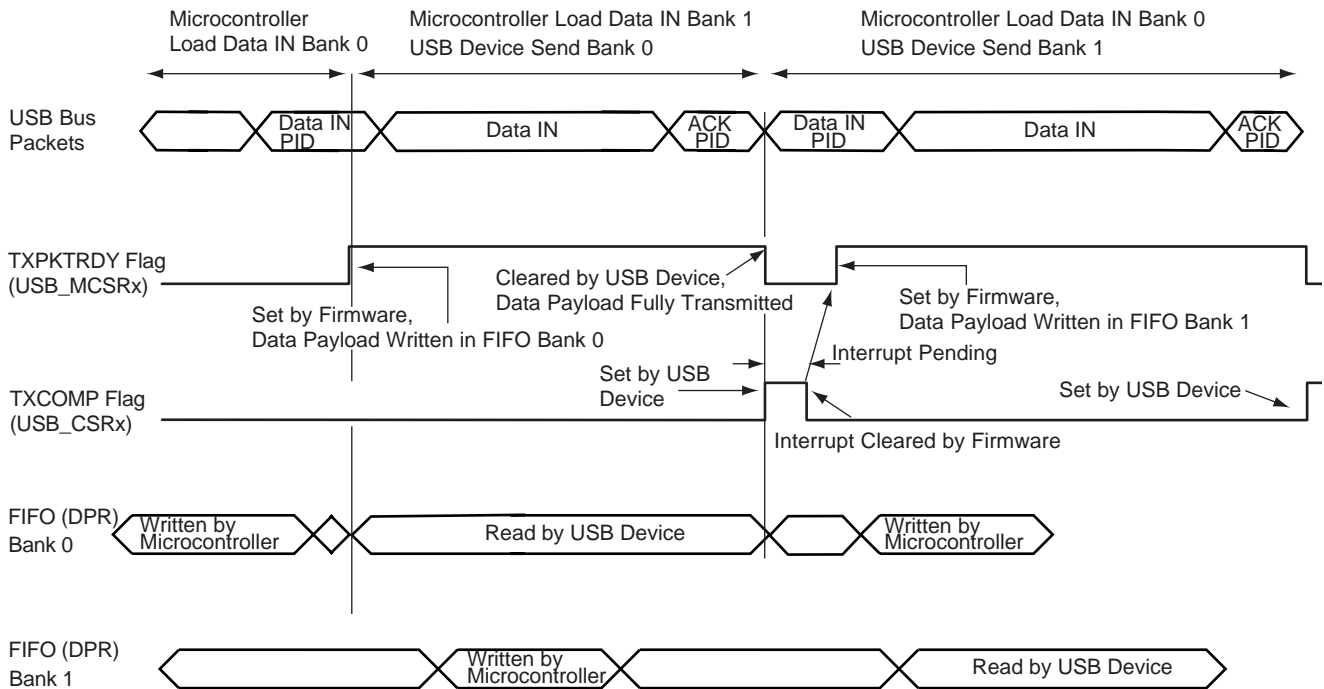 Microcontroller
Load Data IN Bank 0
Microcontroller Load Data IN Bank 1
USB Device Send Bank 0
Microcontroller Load Data IN Bank 0
USB Device Send Bank 1
USB Bus
Packets
Data IN
PID
Data IN
ACK
PID
Data IN
PID
Data IN
ACK
PID
TXPKTRDY Flag
(USB_MCSRx)
Set by Firmware,
Data Payload Written in FIFO Bank 0
Cleared by USB Device,
Data Payload Fully Transmitted
Set by Firmware,
Data Payload Written in FIFO Bank 1
Interrupt Pending
TXCOMP Flag
(USB_CSRx)
Set by USB
Device
Set by USB Device
Interrupt Cleared by Firmware
FIFO (DPR)
Bank 0
Written by
Microcontroller
Read by USB Device
Written by
Microcontroller
FIFO (DPR)
Bank 1
Written by
Microcontroller
Read by USB Device